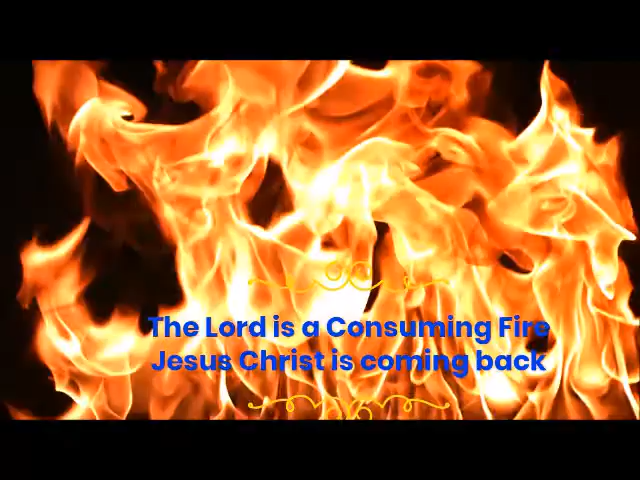 The Lord is a Consuming Fire
Jesus Christ is coming back